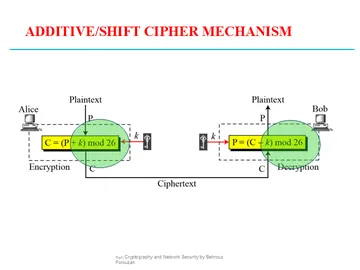 ADDITIVE/SHIFT CIPHER MECHANISM
Plaintext
Plaintext
Alice
Bob
P
P
k
k
C = (P + k) mod 26
P = (C – k) mod 26
Encryption
Decryption
C
C
Ciphertext
Cryptography and Network Security by Behrouz
Forouzan